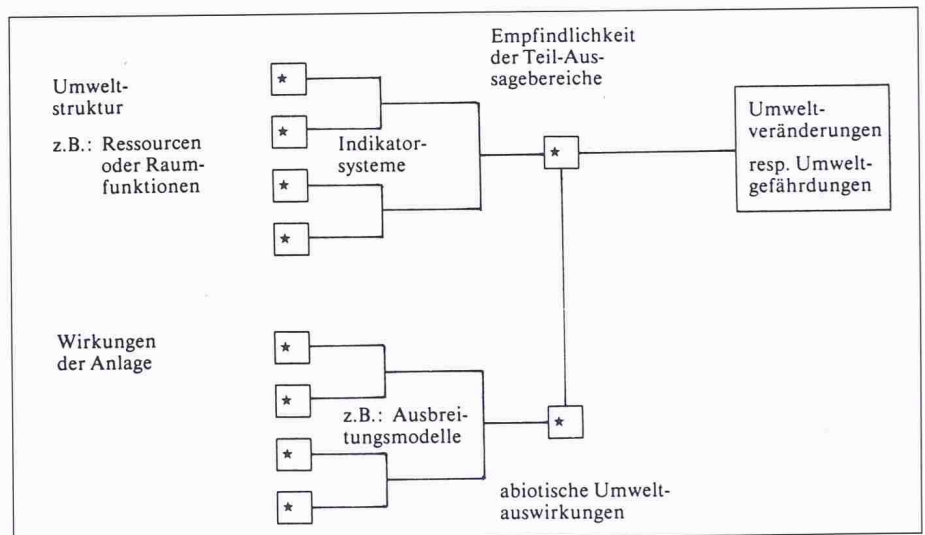 Empfindlichkeit
der Teil-Aus-
sagebereiche
Umwelt-
struktur
z.B.: Ressourcen
oder Raum-
funktionen
Indikator-
systeme
Umwelt-
veränderungen
resp. Umwelt-
gefährdungen
Wirkungen
der Anlage
z.B.: Ausbrei-
tungsmodelle
abiotische Umwelt-
auswirkungen